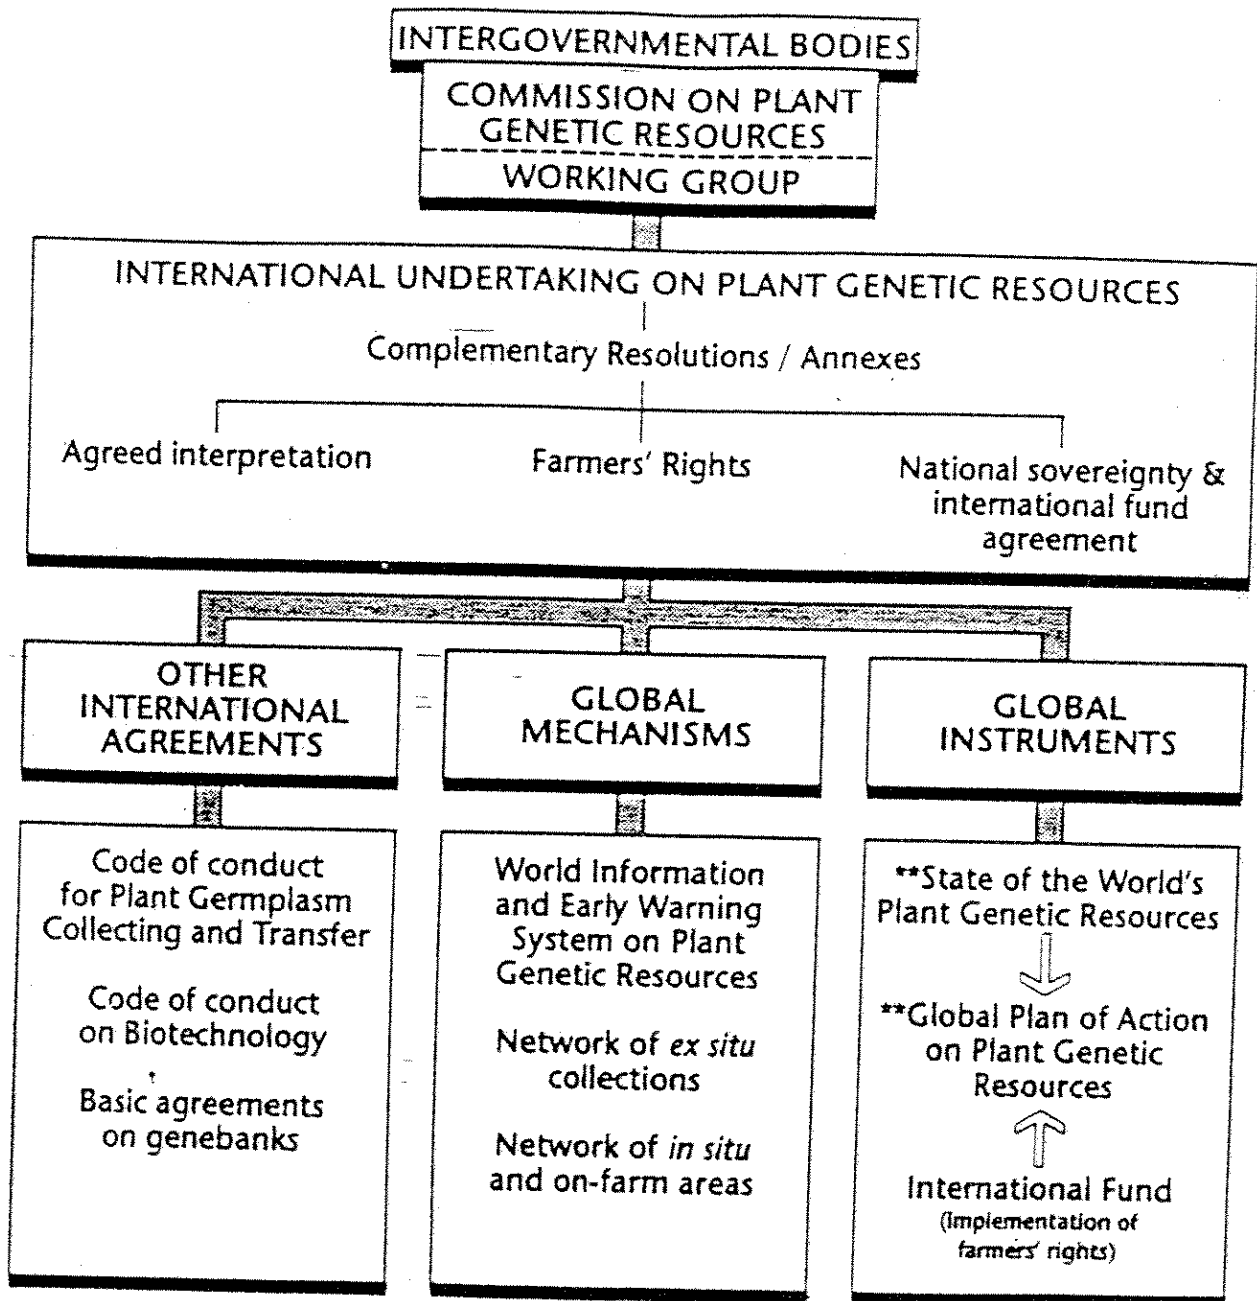 INTERGOVERNMENTAL BODIES
COMMISSION ON PLANT
GENETIC RESOURCES
WORKING GROUP
INTERNATIONAL UNDERTAKING ON PLANT GENETIC RESOURCES
Complementary Resolutions / Annexes
Agreed interpretation
Farmers' Rights
National sovereignty &
international fund
agreement
OTHER
INTERNATIONAL
AGREEMENTS
Code of conduct
for Plant Germplasm
Collecting and Transfer
Code of conduct
on Biotechnology
Basic agreements
on genebanks
GLOBAL
MECHANISMS
World Information
and Early Warning
System on Plant
Genetic Resources
Network of ex situ
collections
Network of in situ
and on-farm areas
GLOBAL
INSTRUMENTS
**State of the World's
Plant Genetic Resources
**Global Plan of Action
on Plant Genetic
Resources
International Fund
(Implementation of
farmers' rights)